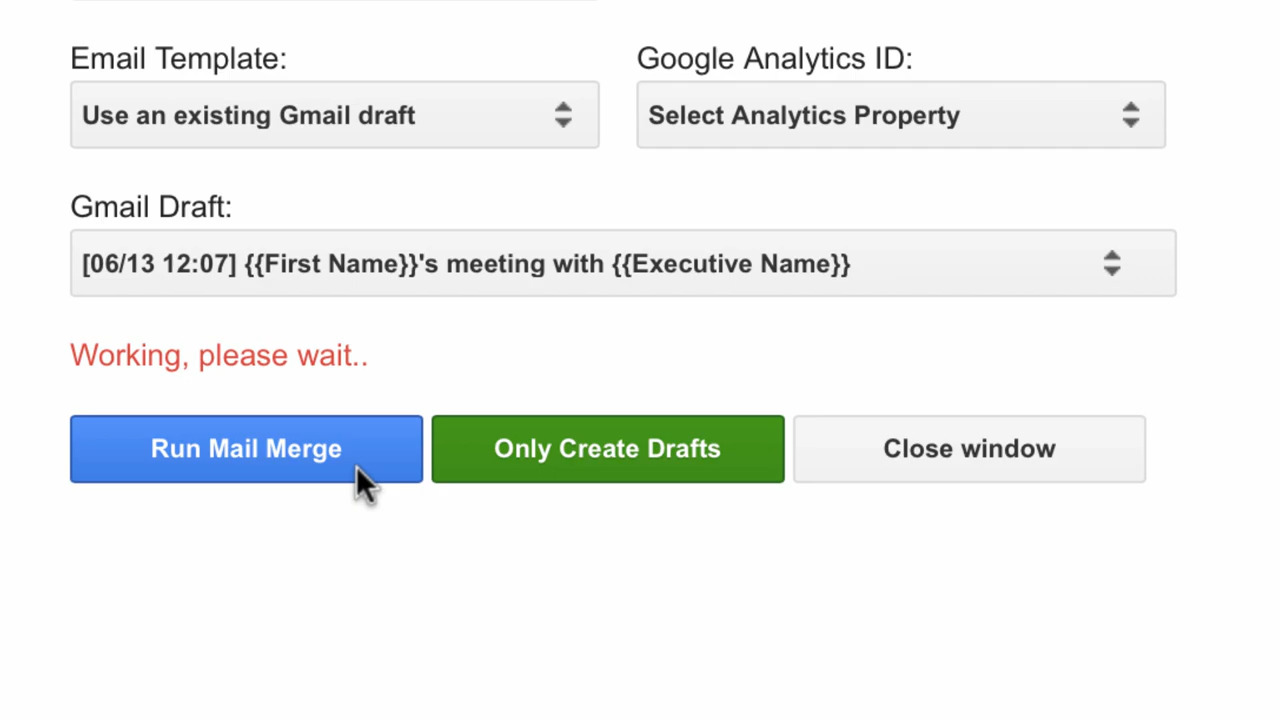 Email Template:
Google Analytics ID:
Use an existing Gmail draft
Select Analytics Property
Gmail Draft:
[06/13 12:07] {{First Name}}'s meeting with {{Executive Name}}
Working, please wait..
Run Mail Merge
Only Create Drafts
Close window